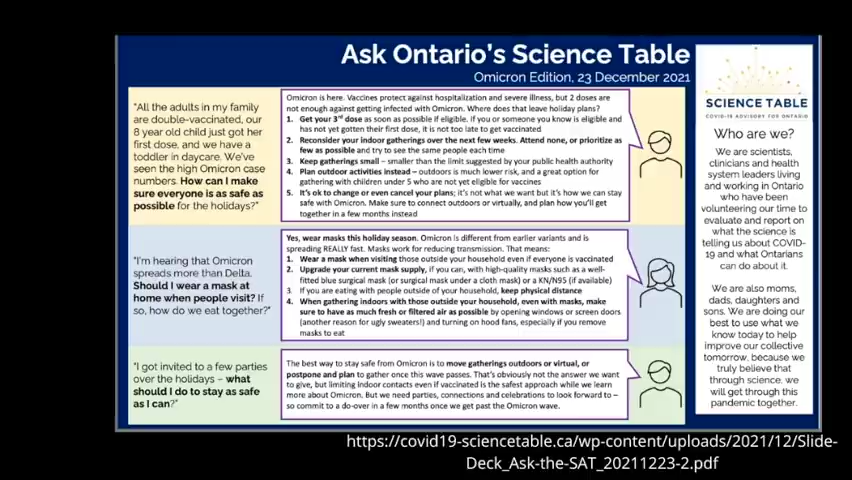 Ask Ontario's Science Table
Omicron Edition, 23 December 2021
"All the adults in my family
are double-vaccinated, our
8 year old child just got her
first dose, and we have a
toddler in daycare. We've
seen the high Omicron case
numbers. How can I make
sure everyone is as safe as
possible for the holidays?"
Omicron is here. Vaccines protect against hospitalization and severe illness, but 2 doses are
not enough against getting infected with Omicron. Where does that leave holiday plans?
1. Get your 3rd dose as soon as possible if eligible. If you or someone you know is eligible and
has not yet gotten their first dose, it is not too late to get vaccinated
2. Reconsider your indoor gatherings over the next few weeks. Attend none, or prioritize as
few as possible and try to see the same people each time
3. Keep gatherings small – smaller than the limit suggested by your public health authority
4. Plan outdoor activities instead – outdoors is much lower risk, and a great option for
gathering with children under 5 who are not yet eligible for vaccines
5. It's ok to change or even cancel your plans; it's not what we want but it's how we can stay
safe with Omicron. Make sure to connect outdoors or virtually, and plan how you'll get
together in a few months instead
"I'm hearing that Omicron
spreads more than Delta.
Should I wear a mask at
home when people visit? If
so, how do we eat together?"
Yes, wear masks this holiday season. Omicron is different from earlier variants and is
spreading REALLY fast. Masks work for reducing transmission. That means:
1. Wear a mask when visiting those outside your household even if everyone is vaccinated
2. Upgrade your current mask supply, if you can, with high-quality masks such as a well-
fitted blue surgical mask (or surgical mask under a cloth mask) or a KN/N95 (if available)
3. If you are eating with people outside of your household, keep physical distance
4. When gathering indoors with those outside your household, even with masks, make
sure to have as much fresh or filtered air as possible by opening windows or screen doors
(another reason for ugly sweaters!) and turning on hood fans, especially if you remove
masks to eat
"I got invited to a few parties
over the holidays – what
should I do to stay as safe
as I can?"
The best way to stay safe from Omicron is to move gatherings outdoors or virtual, or
postpone and plan to gather once this wave passes. That's obviously not the answer we want
to give, but limiting indoor contacts even if vaccinated is the safest approach while we learn
more about Omicron. But we need parties, connections and celebrations to look forward to –
so commit to a do-over in a few months once we get past the Omicron wave.
SCIENCE TABLE
COVID-19 ADVISORY FOR ONTARIO
Who are we?
We are scientists,
clinicians and health
system leaders living
and working in Ontario
who have been
volunteering our time to
evaluate and report on
what the science is
telling us about COVID-
19 and what Ontarians
can do about it.
We are also moms,
dads, daughters and
sons. We are doing our
best to use what we
know today to help
improve our collective
tomorrow, because we
truly believe that
through science, we
will get through this
pandemic together.
https://covid19-sciencetable.ca/wp-content/uploads/2021/12/Slide-
Deck_Ask-the-SAT_20211223-2.pdf